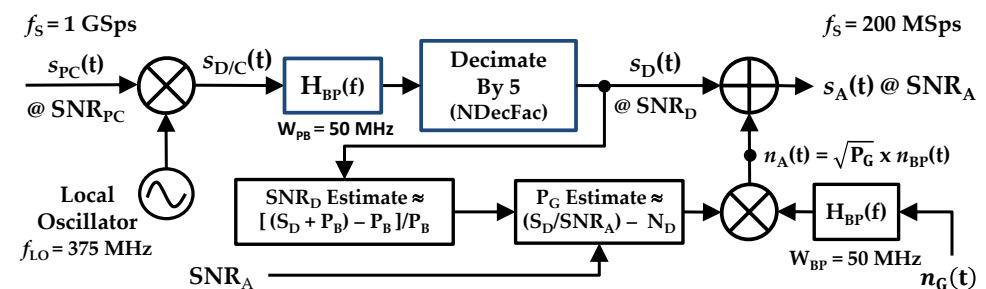 fS = 1 GSps
fS = 200 MSps
sPC(t)
@ SNRPC
sD/C(t)
HBP(f)
WPB = 50 MHz
Decimate
By 5
(NDecFac)
sD(t)
@ SNRD
sA(t) @ SNRA
nA(t) = √PG x nBP(t)
Local
Oscillator
fLO = 375 MHz
SNRD Estimate ≈
[ (SD + PB) – PB ]/PB
PG Estimate ≈
(SD/SNRA) – ND
HBP(f)
WBP = 50 MHz
SNRA
nG(t)